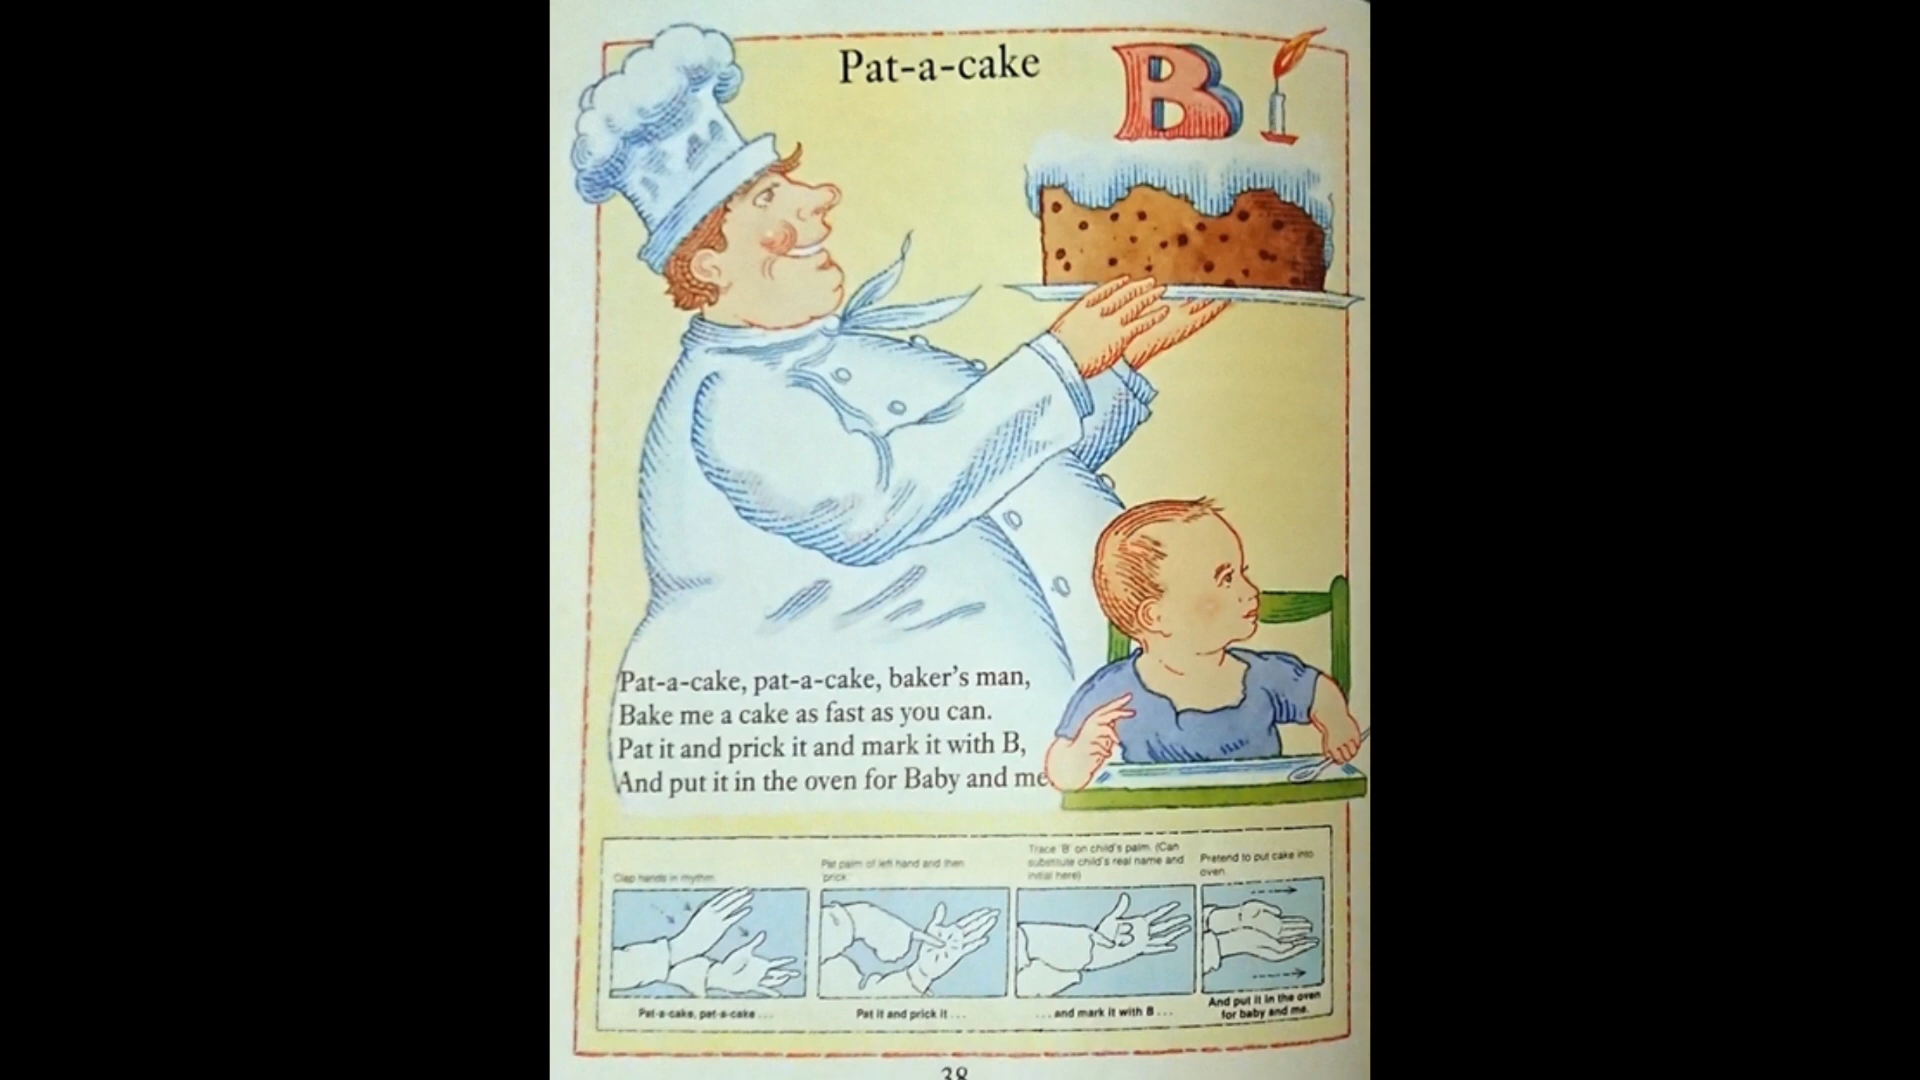 Pat-a-cake
B
Pat-a-cake, pat-a-cake, baker's man,
Bake me a cake as fast as you can.
Pat it and prick it and mark it with B,
And put it in the oven for Baby and me.
Clap hands in rhythm.
Pat palm of left hand and then
prick.
Trace 'B' on child's palm. (Can
substitute child's real name and
initial here)
Pretend to put cake into
oven.
B
Pat-a-cake, pat-a-cake . . .
Pat it and prick it . . .
. . . and mark it with B . . .
And put it in the oven
for baby and me.
38